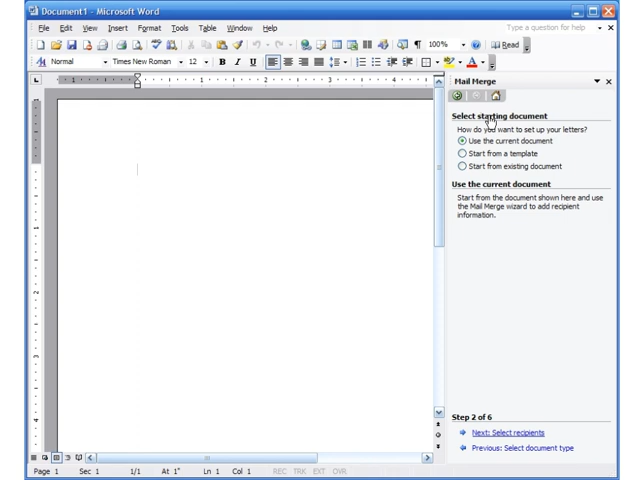 Document1 - Microsoft Word
File Edit View Insert Format Tools Table Window Help
Type a question for help
100%
Read
Normal
Times New Roman
12
B I U
Mail Merge
Select starting document
How do you want to set up your letters?
Use the current document
Start from a template
Start from existing document
Use the current document
Start from the document shown here and use
the Mail Merge wizard to add recipient
information.
Step 2 of 6
Next: Select recipients
Previous: Select document type
Page 1 Sec 1 1/1 At 1" Ln 1 Col 1 REC TRK EXT OVR